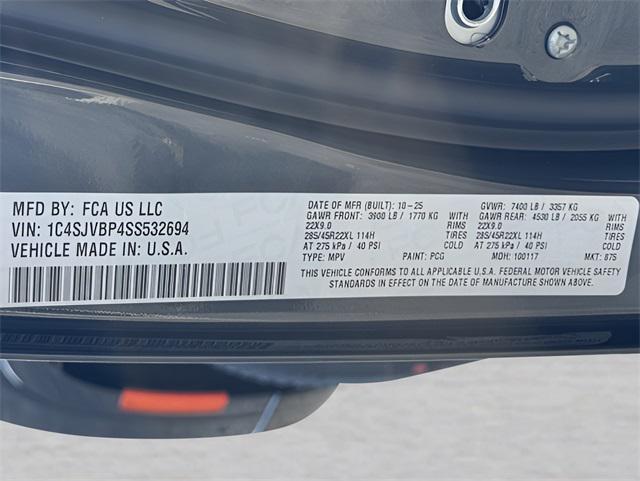 MFD BY: FCA US LLC
VIN: 1C4SJVBP4SS532694
VEHICLE MADE IN: U.S.A.
DATE OF MFR (BUILT): 10-25 GVWR: 7400 LB / 3357 KG
GAWR FRONT: 3900 LB / 1770 KG WITH GAWR REAR: 4530 LB / 2055 KG WITH
22X9.0 RIMS 22X9.0 RIMS
285/45R22XL 114H TIRES 285/45R22XL 114H TIRES
AT 275 kPa / 40 PSI COLD AT 275 kPa / 40 PSI COLD
TYPE: MPV PAINT: PCG MDH: 100117 MKT: 87S
THIS VEHICLE CONFORMS TO ALL APPLICABLE U.S.A. FEDERAL MOTOR VEHICLE SAFETY
STANDARDS IN EFFECT ON THE DATE OF MANUFACTURE SHOWN ABOVE.